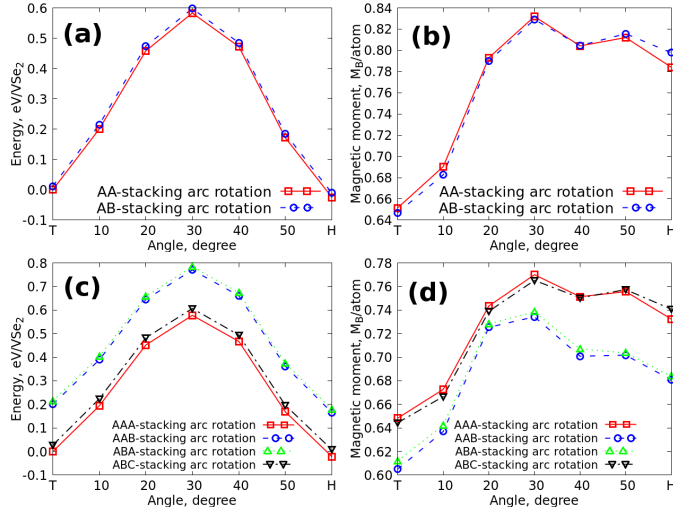 (a)
Energy, eV/VSe2
0.6
0.5
0.4
0.3
0.2
0.1
0.0
-0.1
AA-stacking arc rotation
AB-stacking arc rotation
T 10 20 30 40 50 H
Angle, degree
(b)
Magnetic moment, MB/atom
0.84
0.82
0.80
0.78
0.76
0.74
0.72
0.70
0.68
0.66
0.64
AA-stacking arc rotation
AB-stacking arc rotation
T 10 20 30 40 50 H
Angle, degree
(c)
Energy, eV/VSe2
0.8
0.7
0.6
0.5
0.4
0.3
0.2
0.1
0.0
-0.1
AAA-stacking arc rotation
AAB-stacking arc rotation
ABA-stacking arc rotation
ABC-stacking arc rotation
T 10 20 30 40 50 H
Angle, degree
(d)
Magnetic moment, MB/atom
0.78
0.76
0.74
0.72
0.70
0.68
0.66
0.64
0.62
0.60
AAA-stacking arc rotation
AAB-stacking arc rotation
ABA-stacking arc rotation
ABC-stacking arc rotation
T 10 20 30 40 50 H
Angle, degree